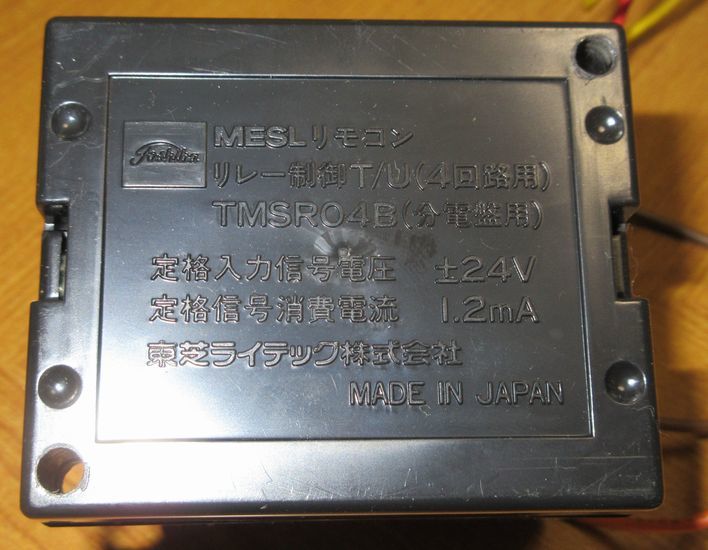 Toshiba
MESLリモコン
リレー制御T/U(4回路用)
TMSR04B(分電盤用)
定格入力信号電圧 ±24V
定格信号消費電流 1.2mA
東芝ライテック株式会社
MADE IN JAPAN